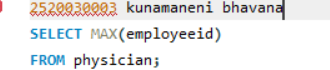 2520030003 kunamaneni bhavana
SELECT MAX(employeeid)
FROM physician;